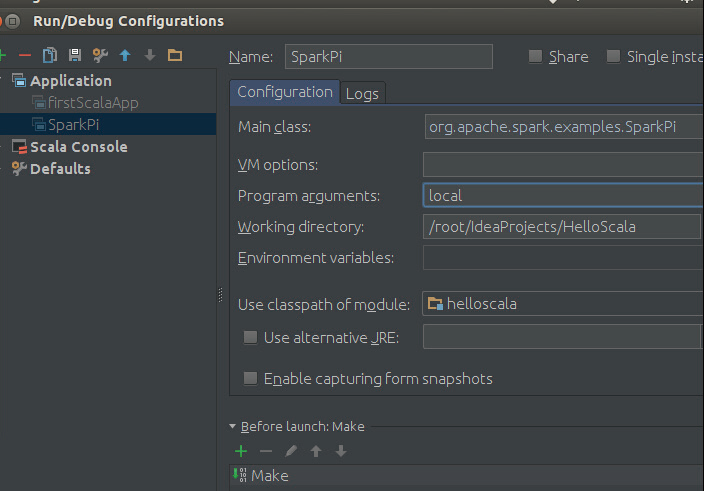 Run/Debug Configurations
Name: SparkPi Share Single insta
Application
firstScalaApp
SparkPi
Scala Console
Defaults
Configuration Logs
Main class: org.apache.spark.examples.SparkPi
VM options:
Program arguments: local
Working directory: /root/IdeaProjects/HelloScala
Environment variables:
Use classpath of module: helloscala
Use alternative JRE:
Enable capturing form snapshots
Before launch: Make
Make